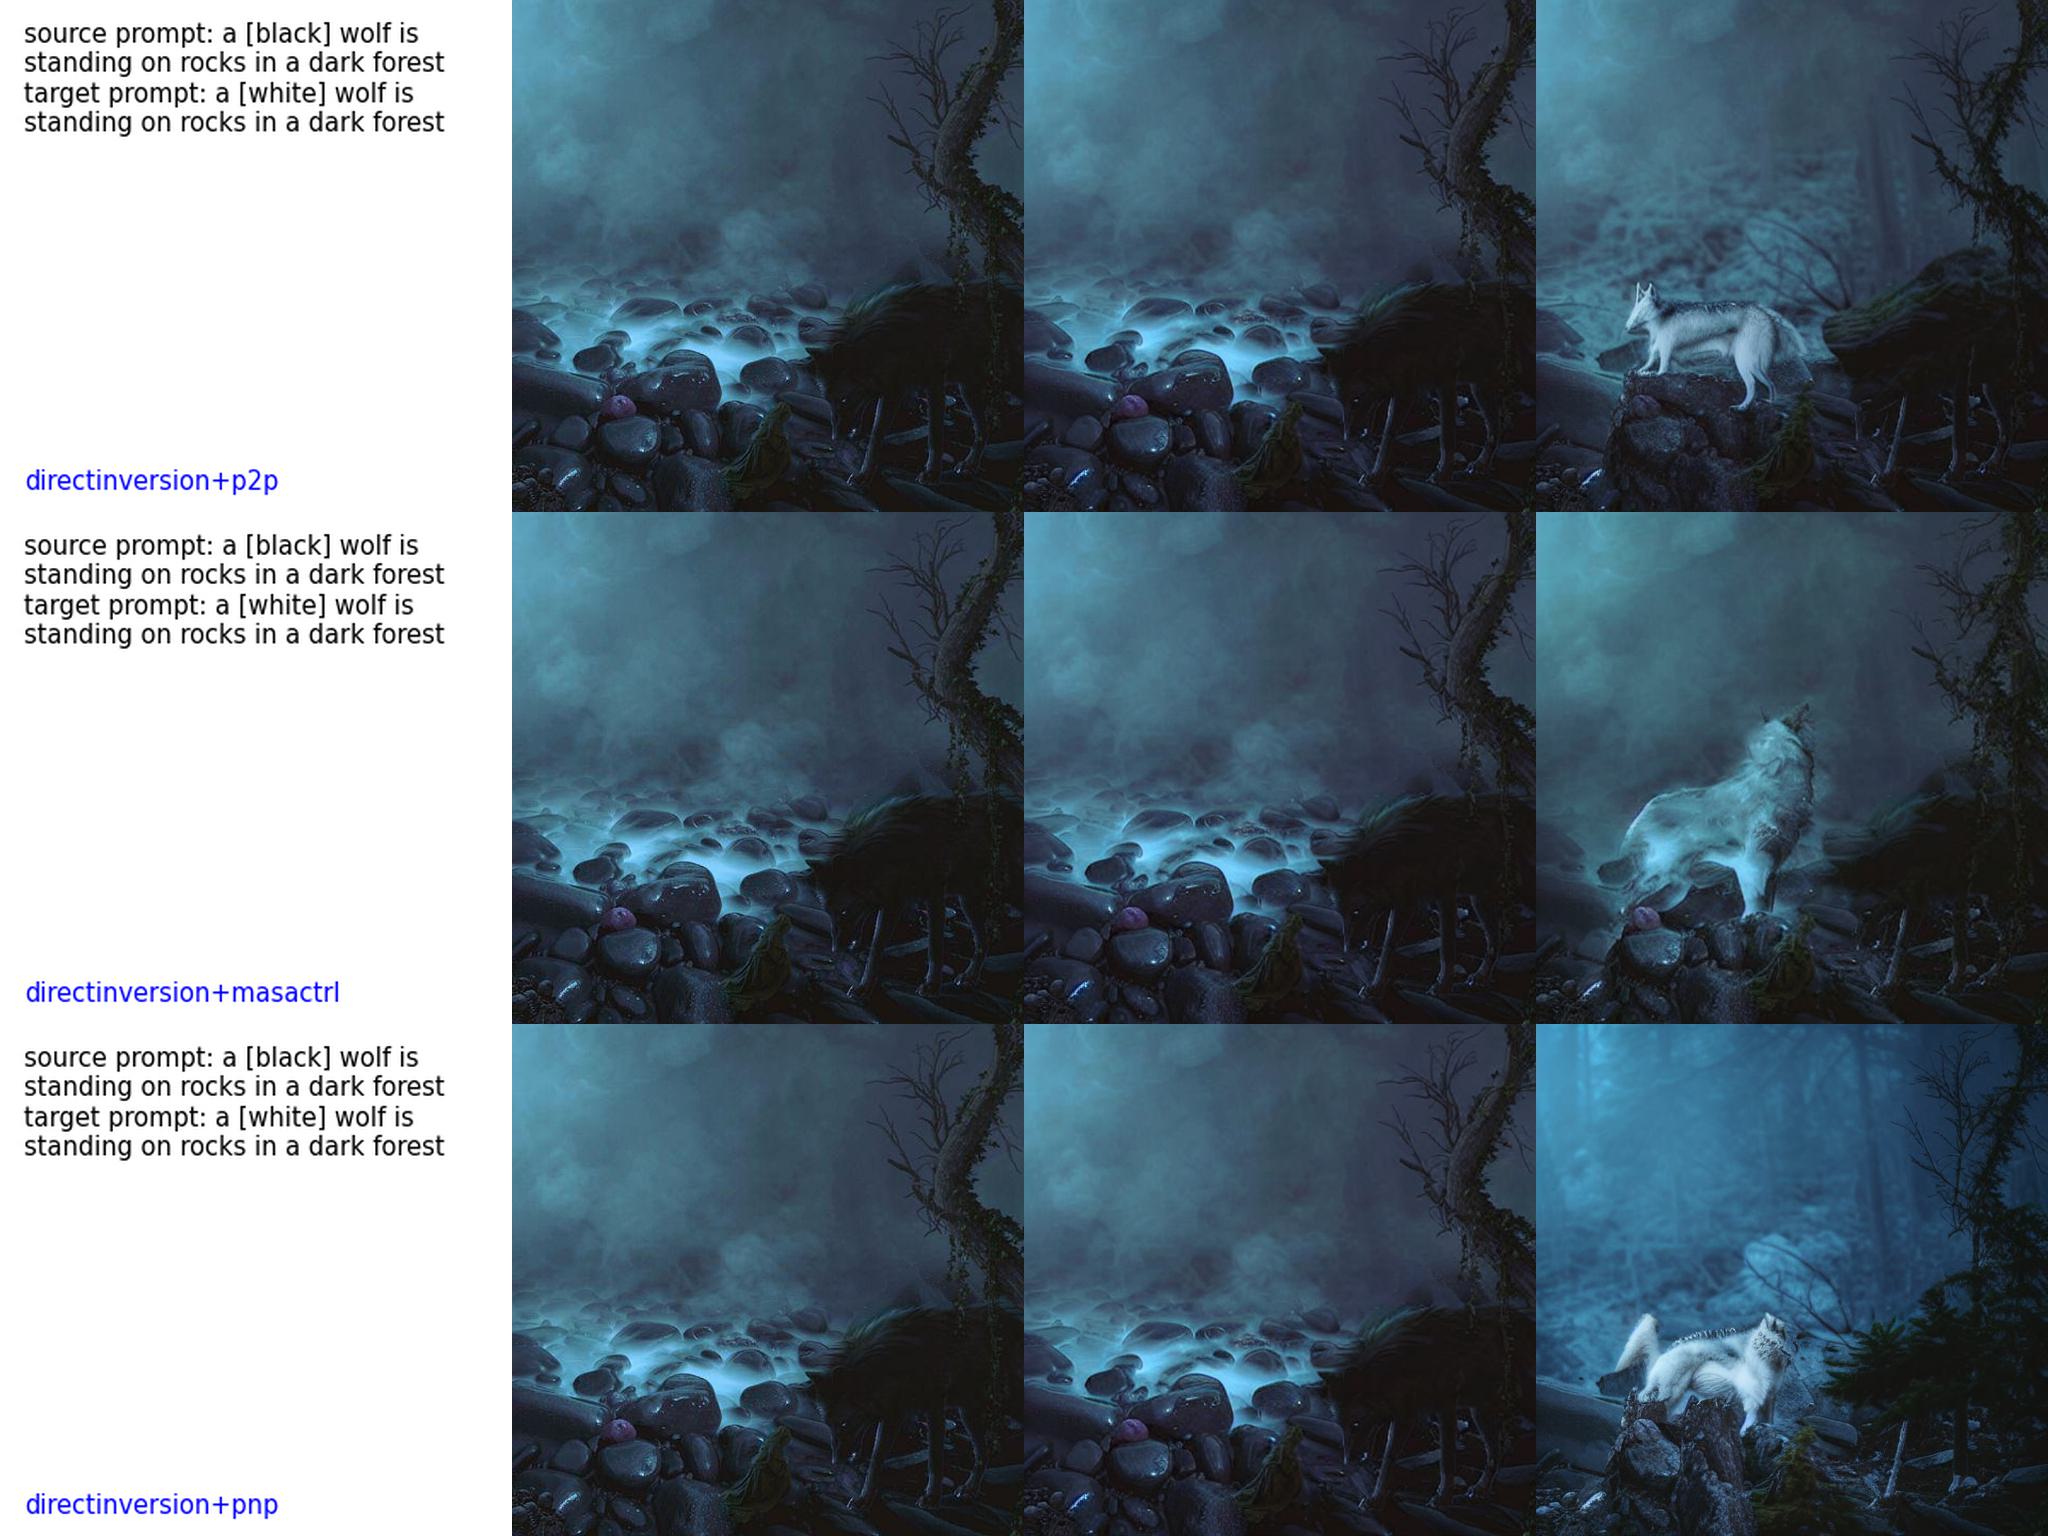 source prompt: a [black] wolf is
standing on rocks in a dark forest
target prompt: a [white] wolf is
standing on rocks in a dark forest
directinversion+p2p
source prompt: a [black] wolf is
standing on rocks in a dark forest
target prompt: a [white] wolf is
standing on rocks in a dark forest
directinversion+masactrl
source prompt: a [black] wolf is
standing on rocks in a dark forest
target prompt: a [white] wolf is
standing on rocks in a dark forest
directinversion+pnp